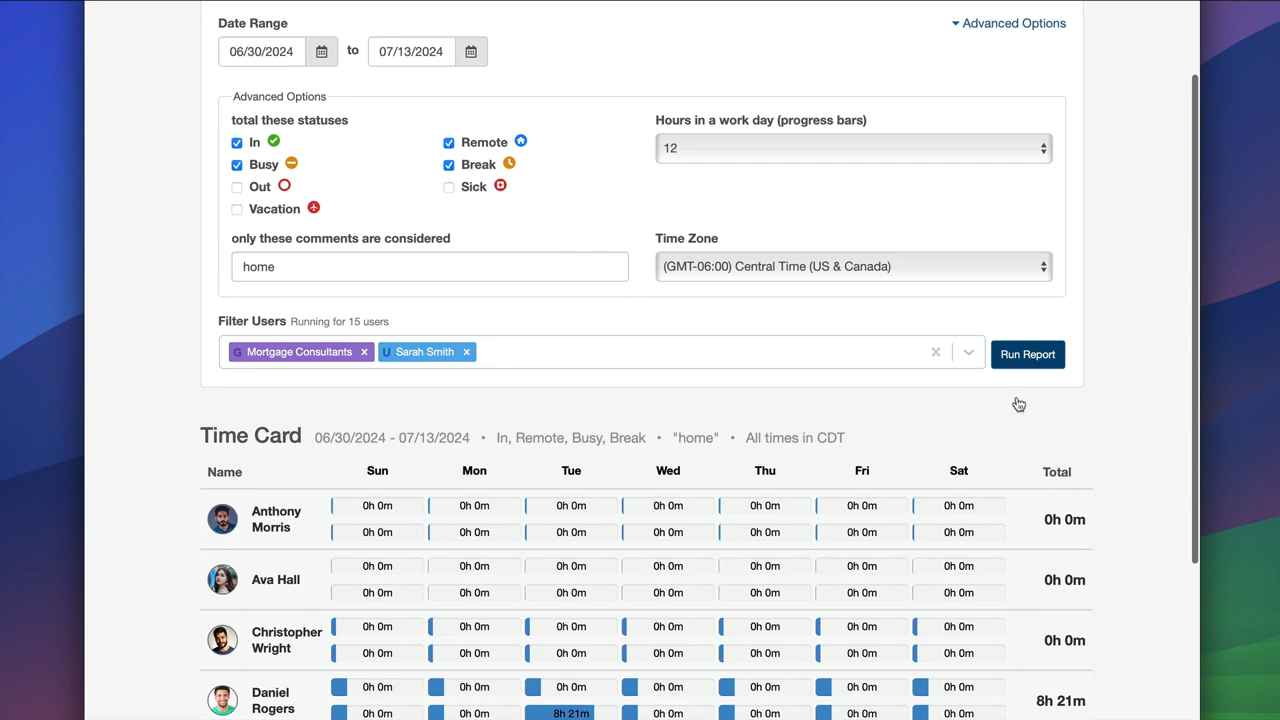 Date Range
Advanced Options
06/30/2024 to 07/13/2024
Advanced Options
total these statuses
Hours in a work day (progress bars)
In
Remote
12
Busy
Break
Out
Sick
Vacation
only these comments are considered
Time Zone
home
(GMT-06:00) Central Time (US & Canada)
Filter Users Running for 15 users
G Mortgage Consultants × U Sarah Smith ×
Run Report
Time Card 06/30/2024 - 07/13/2024 • In, Remote, Busy, Break • "home" • All times in CDT
Name Sun Mon Tue Wed Thu Fri Sat Total
Anthony Morris
0h 0m 0h 0m 0h 0m 0h 0m 0h 0m 0h 0m 0h 0m
0h 0m 0h 0m 0h 0m 0h 0m 0h 0m 0h 0m 0h 0m
0h 0m
Ava Hall
0h 0m 0h 0m 0h 0m 0h 0m 0h 0m 0h 0m 0h 0m
0h 0m 0h 0m 0h 0m 0h 0m 0h 0m 0h 0m 0h 0m
0h 0m
Christopher Wright
0h 0m 0h 0m 0h 0m 0h 0m 0h 0m 0h 0m 0h 0m
0h 0m 0h 0m 0h 0m 0h 0m 0h 0m 0h 0m 0h 0m
0h 0m
Daniel Rogers
0h 0m 0h 0m 0h 0m 0h 0m 0h 0m 0h 0m 0h 0m
0h 0m 0h 0m 8h 21m 0h 0m 0h 0m 0h 0m 0h 0m
8h 21m